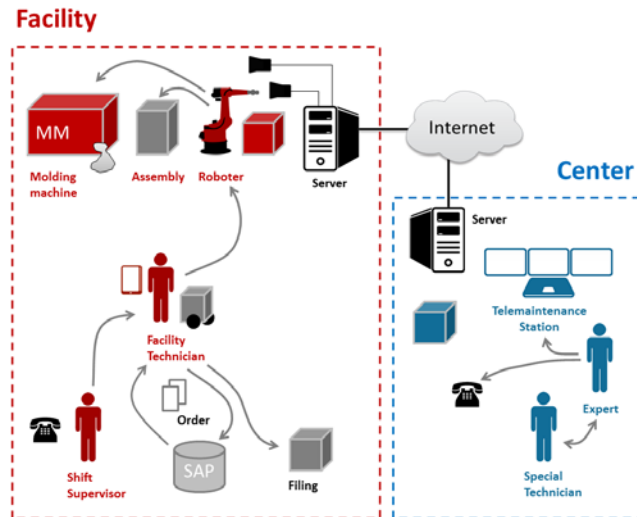 Facility
MM
Molding
machine
Assembly
Roboter
Server
Internet
Center
Server
Telemaintenance
Station
Facility
Technician
Order
Expert
SAP
Shift
Supervisor
Filing
Special
Technician